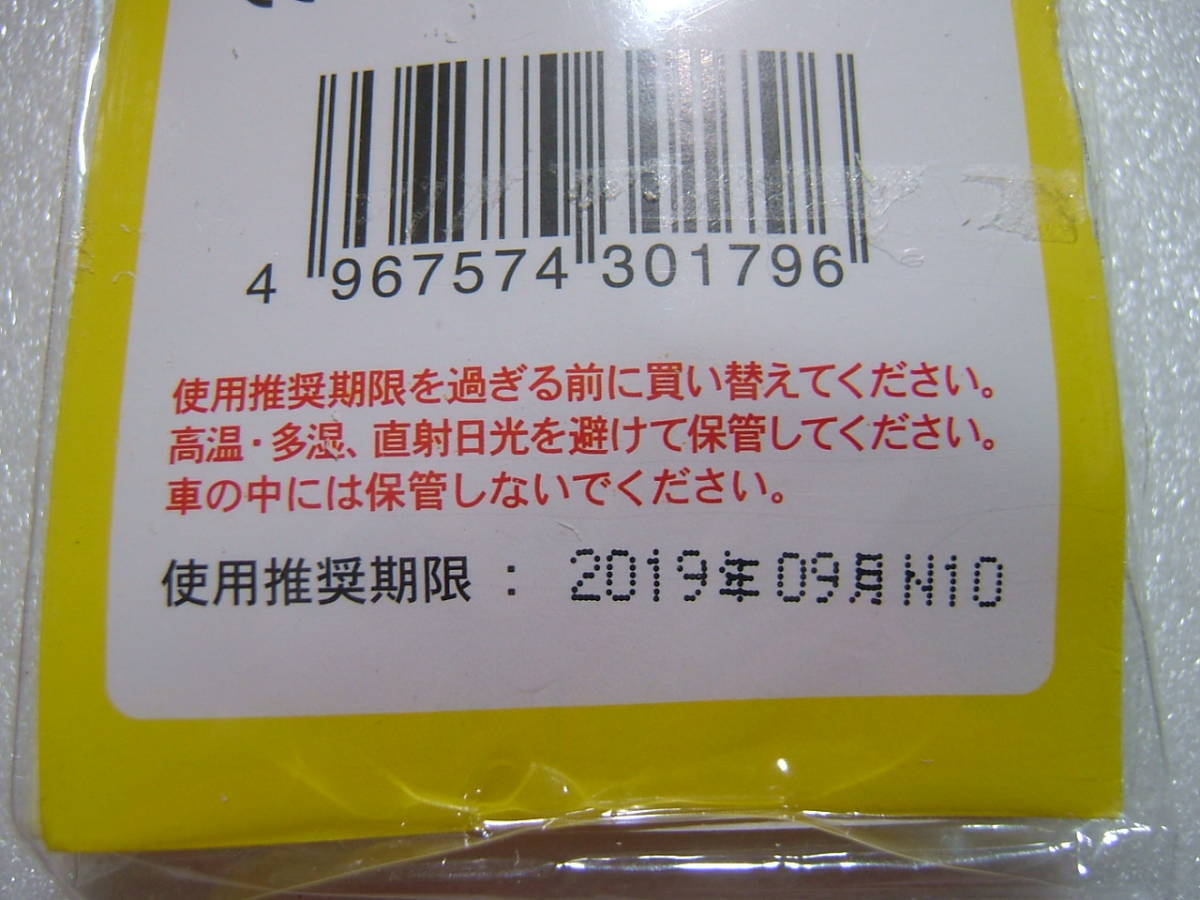 4 967574 301796
使用推奨期限を過ぎる前に買い替えてください。
高温・多湿、直射日光を避けて保管してください。
車の中には保管しないでください。
使用推奨期限 : 2019年09月N10